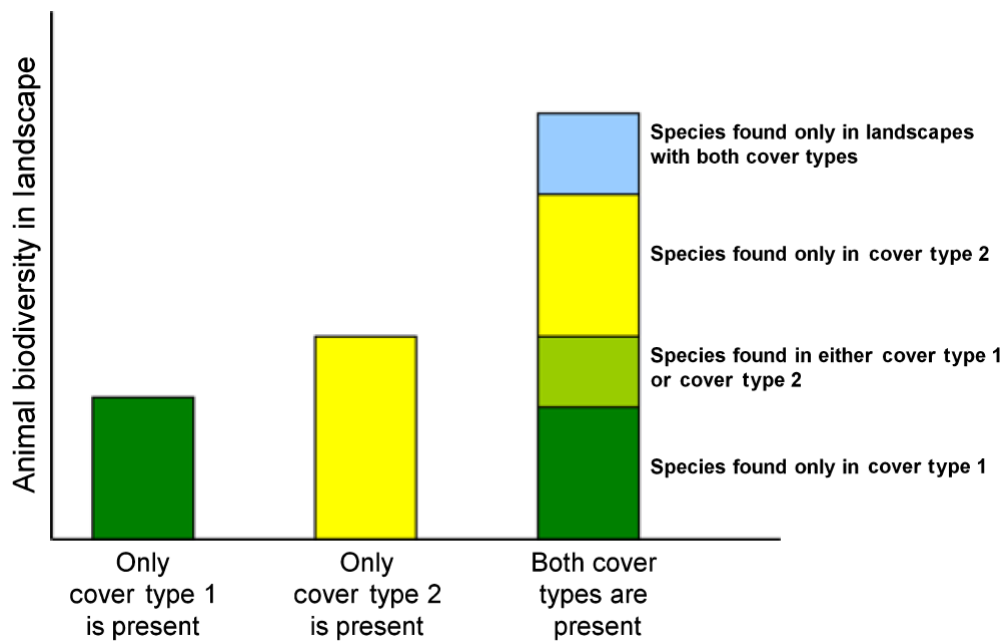 Animal biodiversity in landscape
Species found only in landscapes
with both cover types
Species found only in cover type 2
Species found in either cover type 1
or cover type 2
Species found only in cover type 1
Only
cover type 1
is present
Only
cover type 2
is present
Both cover
types are
present